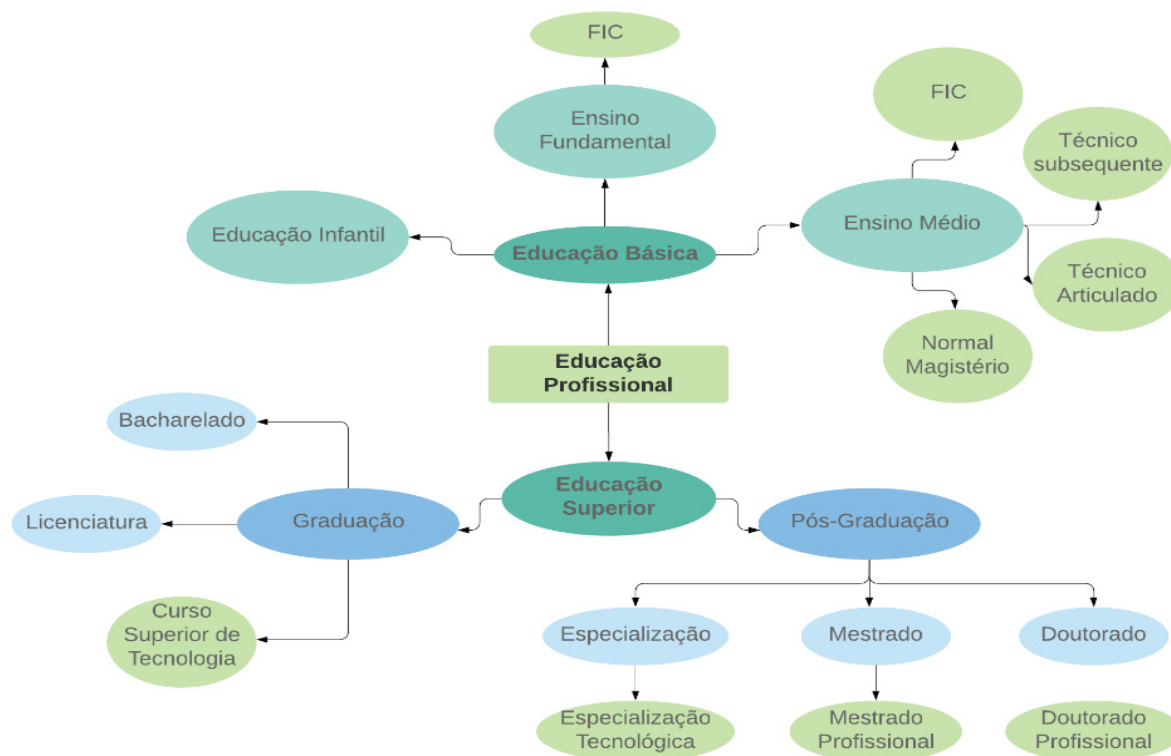 FIC
Ensino
Fundamental
FIC
Técnico
subsequente
Educação Infantil
Educação Básica
Ensino Médio
Técnico
Articulado
Normal
Magistério
Educação
Profissional
Bacharelado
Educação
Superior
Licenciatura
Graduação
Pós-Graduação
Curso
Superior de
Tecnologia
Especialização
Mestrado
Doutorado
Especialização
Tecnológica
Mestrado
Profissional
Doutorado
Profissional